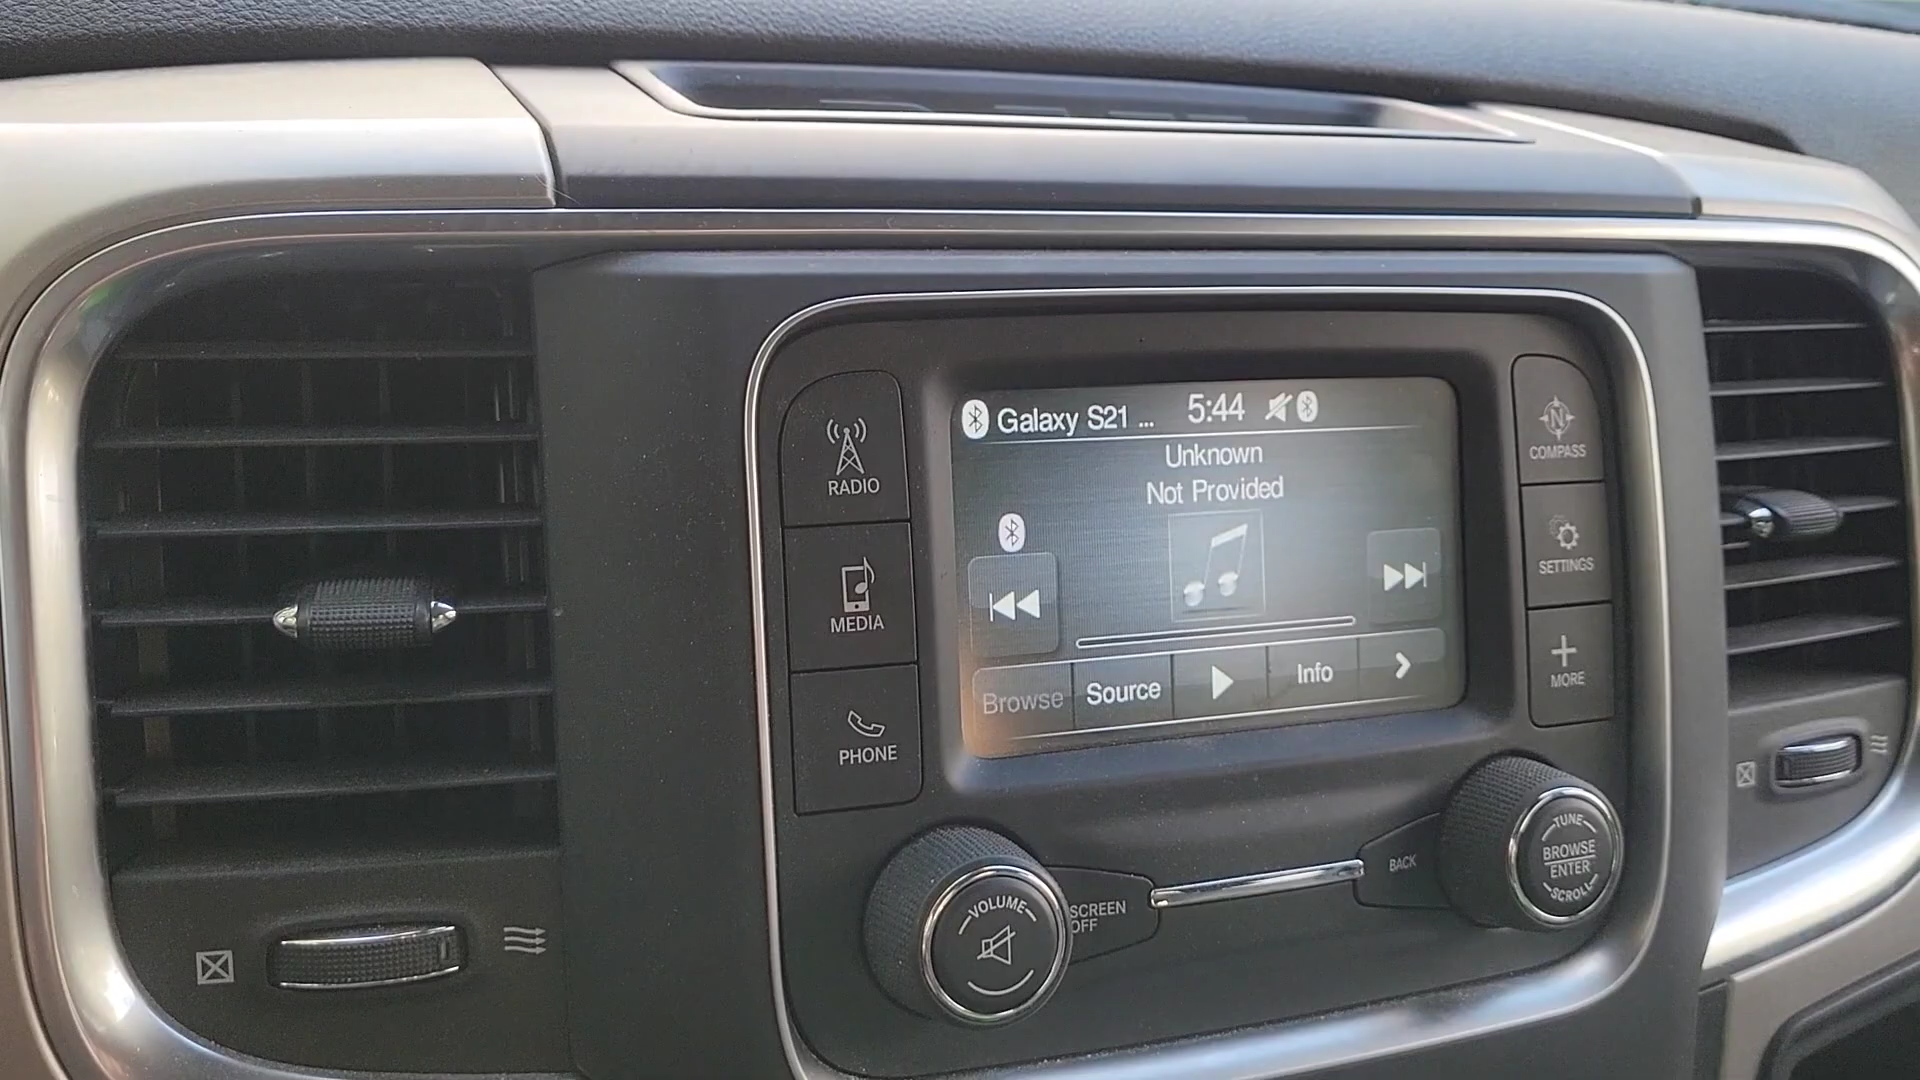 Galaxy S21 ... 5:44
Unknown
Not Provided
Browse Source Info
RADIO
MEDIA
PHONE
N
COMPASS
SETTINGS
MORE
VOLUME
SCREEN
OFF
BACK
TUNE
BROWSE
ENTER
SCROLL